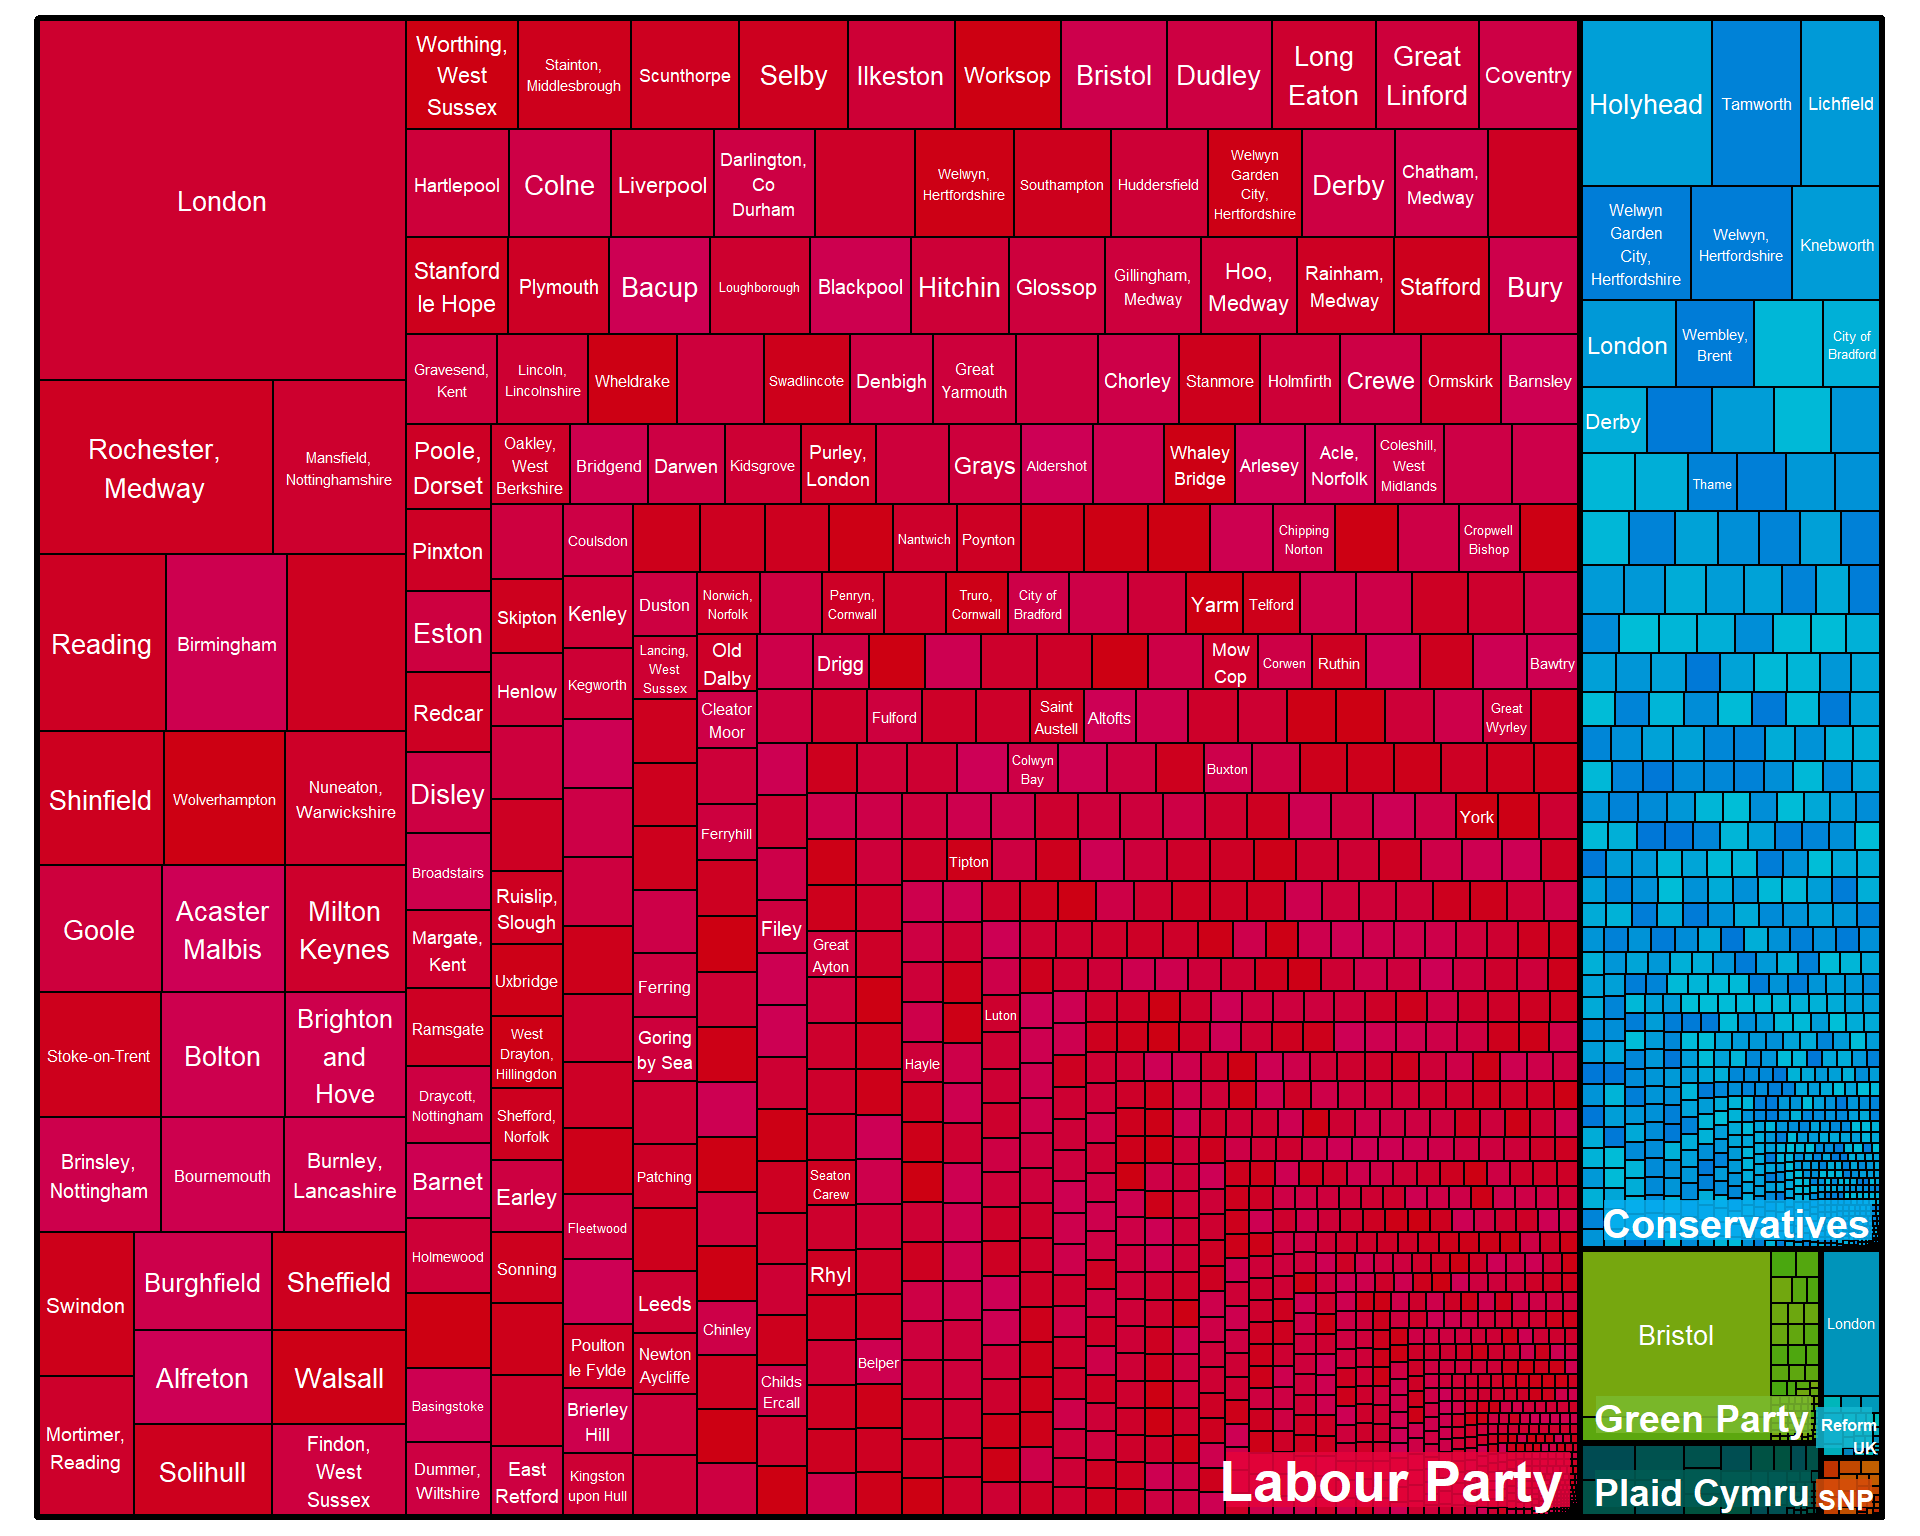 London
Rochester,
Medway
Mansfield,
Nottinghamshire
Reading
Birmingham
Shinfield
Wolverhampton
Nuneaton,
Warwickshire
Goole
Acaster
Malbis
Milton
Keynes
Stoke-on-Trent
Bolton
Brighton
and
Hove
Brinsley,
Nottingham
Bournemouth
Burnley,
Lancashire
Swindon
Burghfield
Sheffield
Alfreton
Walsall
Mortimer,
Reading
Solihull
Findon,
West
Sussex
Worthing,
West
Sussex
Stainton,
Middlesbrough
Scunthorpe
Selby
Ilkeston
Worksop
Bristol
Dudley
Long
Eaton
Great
Linford
Coventry
Hartlepool
Colne
Liverpool
Darlington,
Co
Durham
Welwyn,
Hertfordshire
Southampton
Huddersfield
Welwyn
Garden
City,
Hertfordshire
Derby
Chatham,
Medway
Stanford
le Hope
Plymouth
Bacup
Loughborough
Blackpool
Hitchin
Glossop
Gillingham,
Medway
Hoo,
Medway
Rainham,
Medway
Stafford
Bury
Gravesend,
Kent
Lincoln,
Lincolnshire
Wheldrake
Swadlincote
Denbigh
Great
Yarmouth
Chorley
Stanmore
Holmfirth
Crewe
Ormskirk
Barnsley
Poole,
Dorset
Oakley,
West
Berkshire
Bridgend
Darwen
Kidsgrove
Purley,
London
Grays
Aldershot
Whaley
Bridge
Arlesey
Acle,
Norfolk
Coleshill,
West
Midlands
Pinxton
Coulsdon
Nantwich
Poynton
Chipping
Norton
Cropwell
Bishop
Eston
Skipton
Kenley
Duston
Norwich,
Norfolk
Penryn,
Cornwall
Truro,
Cornwall
City of
Bradford
Yarm
Telford
Redcar
Henlow
Kegworth
Lancing,
West
Sussex
Old
Dalby
Drigg
Mow
Cop
Corwen
Ruthin
Bawtry
Cleator
Moor
Fulford
Saint
Austell
Altofts
Great
Wyrley
Disley
Colwyn
Bay
Buxton
Ferryhill
York
Tipton
Broadstairs
Ruislip,
Slough
Filey
Great
Ayton
Margate,
Kent
Uxbridge
Ferring
Ramsgate
West
Drayton,
Hillingdon
Goring
by Sea
Luton
Hayle
Draycott,
Nottingham
Shefford,
Norfolk
Barnet
Earley
Patching
Seaton
Carew
Fleetwood
Holmewood
Sonning
Rhyl
Leeds
Chinley
Poulton
le Fylde
Newton
Aycliffe
Belper
Childs
Ercall
Basingstoke
Brierley
Hill
Dummer,
Wiltshire
East
Retford
Kingston
upon Hull
Labour Party
Holyhead
Tamworth
Lichfield
Welwyn
Garden
City,
Hertfordshire
Welwyn,
Hertfordshire
Knebworth
London
Wembley,
Brent
City of
Bradford
Derby
Thame
Conservatives
Bristol
Green Party
London
Reform
UK
Plaid Cymru
SNP